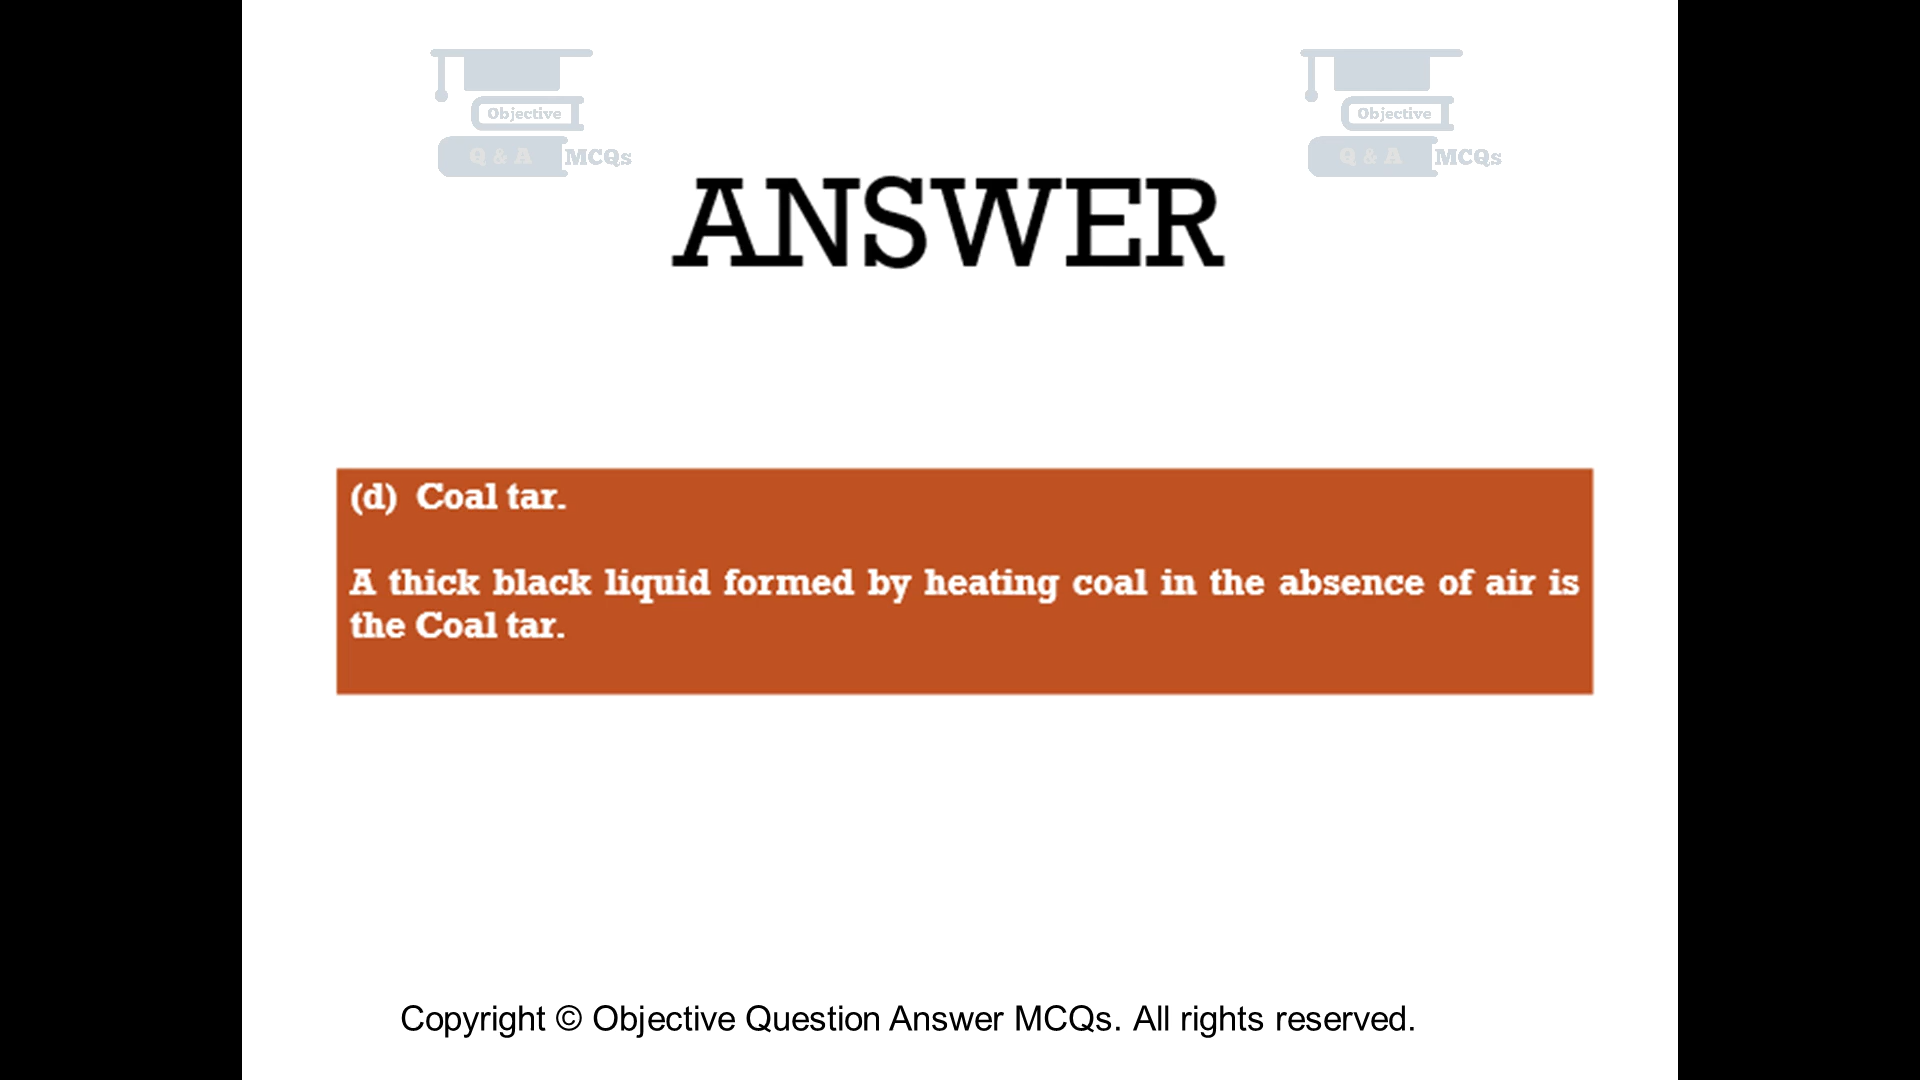 Objective
Q & A MCQs
Objective
Q & A MCQs
ANSWER
(d) Coal tar.
A thick black liquid formed by heating coal in the absence of air is
the Coal tar.
Copyright © Objective Question Answer MCQs. All rights reserved.